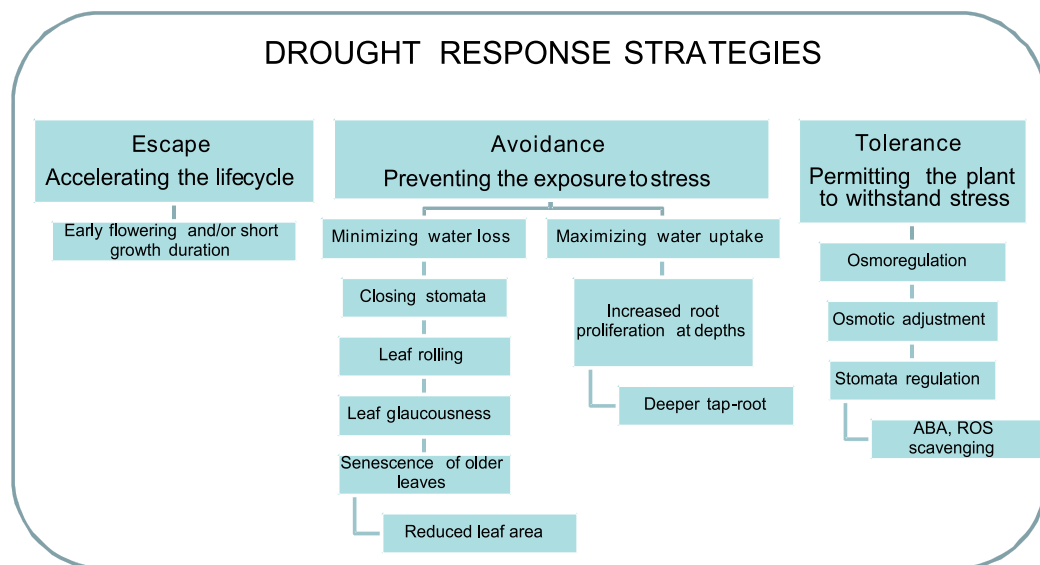 DROUGHT RESPONSE STRATEGIES
Escape
Accelerating the lifecycle
Early flowering and/or short
growth duration
Avoidance
Preventing the exposure to stress
Minimizing water loss
Closing stomata
Leaf rolling
Leaf glaucousness
Senescence of older
leaves
Reduced leaf area
Maximizing water uptake
Increased root
proliferation at depths
Deeper tap-root
Tolerance
Permitting the plant
to withstand stress
Osmoregulation
Osmotic adjustment
Stomata regulation
ABA, ROS
scavenging